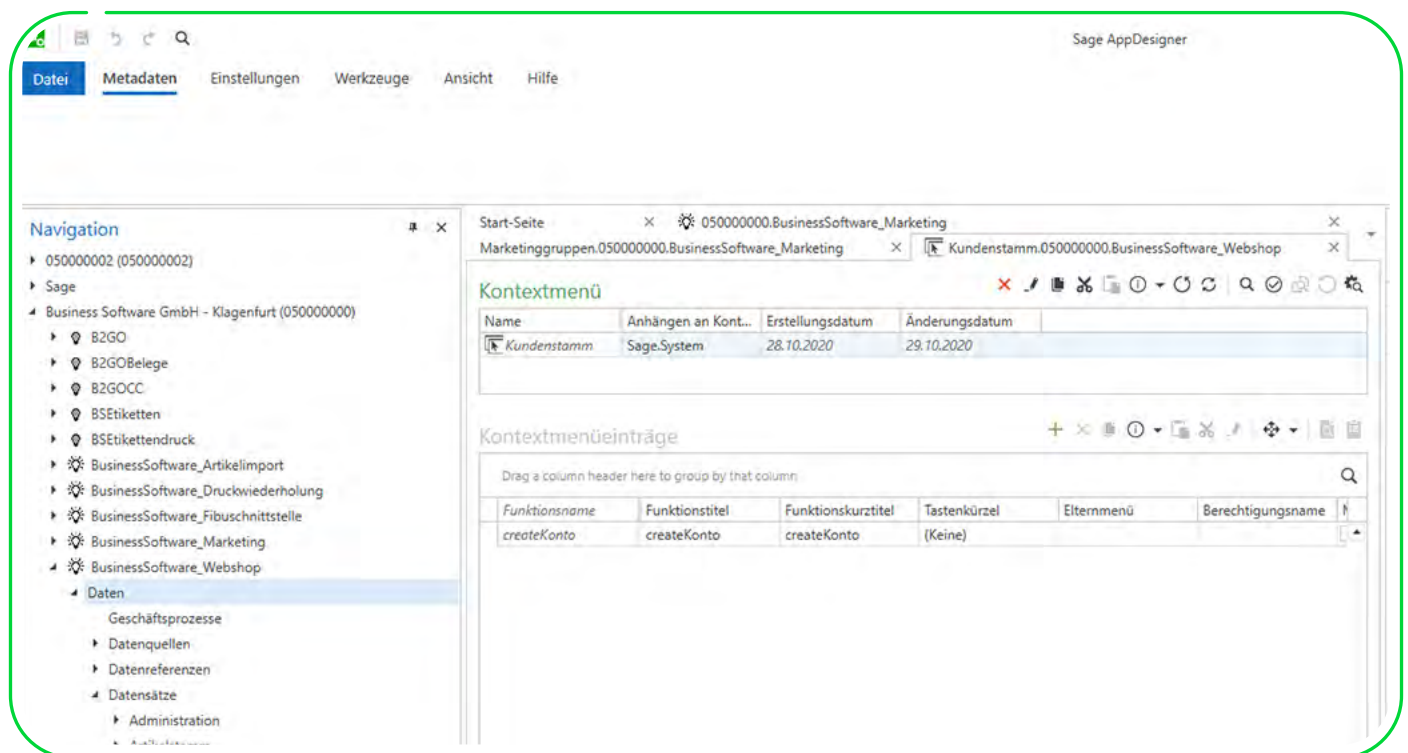 Sage AppDesigner
Datei Metadaten Einstellungen Werkzeuge Ansicht Hilfe
Navigation
050000002 (050000002)
Sage
Business Software GmbH - Klagenfurt (050000000)
B2GO
B2GOBelege
B2GOCC
BSEtiketten
BSEtikettendruck
BusinessSoftware_Artikelimport
BusinessSoftware_Druckwiederholung
BusinessSoftware_Fibuschnittstelle
BusinessSoftware_Marketing
BusinessSoftware_Webshop
Daten
Geschäftsprozesse
Datenquellen
Datenreferenzen
Datensätze
Administration
Start-Seite 050000000.BusinessSoftware_Marketing
Marketinggruppen.050000000.BusinessSoftware_Marketing Kundenstamm.050000000.BusinessSoftware_Webshop
Kontextmenü
Name Anhängen an Kont... Erstellungsdatum Änderungsdatum
Kundenstamm Sage.System 28.10.2020 29.10.2020
Kontextmenüeinträge
Drag a column header here to group by that column
Funktionsname Funktionstitel Funktionskurztitel Tastenkürzel Elternmenü Berechtigungsname
createKonto createKonto createKonto (Keine)